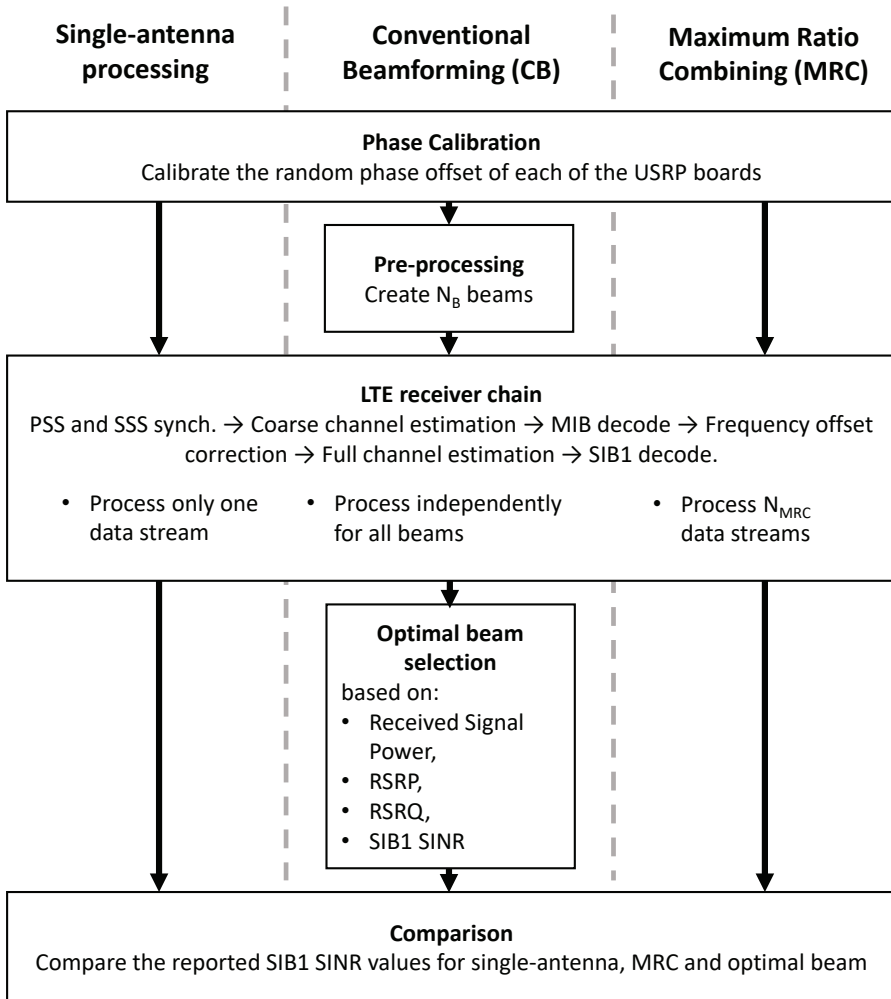 Single-antenna
processing
Conventional
Beamforming (CB)
Maximum Ratio
Combining (MRC)
Phase Calibration
Calibrate the random phase offset of each of the USRP boards
Pre-processing
Create N_B beams
LTE receiver chain
PSS and SSS synch. → Coarse channel estimation → MIB decode → Frequency offset
correction → Full channel estimation → SIB1 decode.
• Process only one
data stream
• Process independently
for all beams
• Process N_MRC
data streams
Optimal beam
selection
based on:
• Received Signal
Power,
• RSRP,
• RSRQ,
• SIB1 SINR
Comparison
Compare the reported SIB1 SINR values for single-antenna, MRC and optimal beam